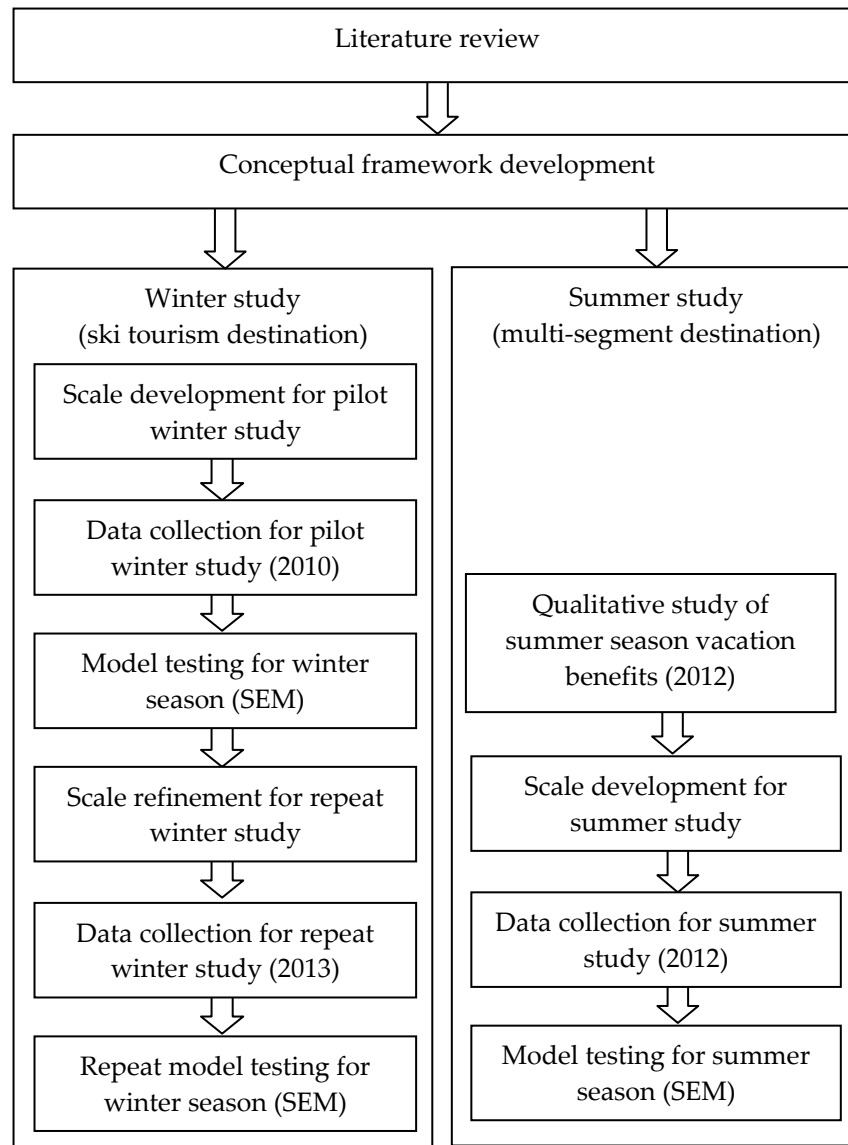 Literature review
Conceptual framework development
Winter study
(ski tourism destination)
Scale development for pilot
winter study
Data collection for pilot
winter study (2010)
Model testing for winter
season (SEM)
Scale refinement for repeat
winter study
Data collection for repeat
winter study (2013)
Repeat model testing for
winter season (SEM)
Summer study
(multi-segment destination)
Qualitative study of
summer season vacation
benefits (2012)
Scale development for
summer study
Data collection for summer
study (2012)
Model testing for summer
season (SEM)